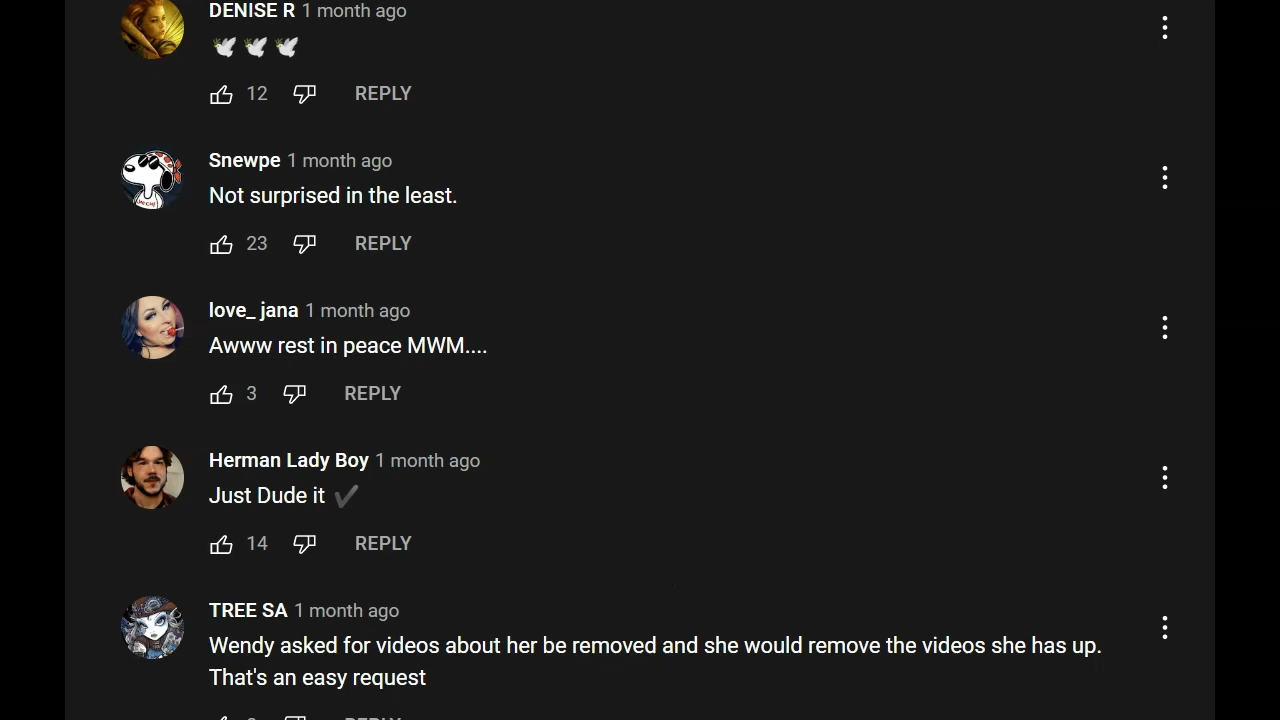 DENISE R 1 month ago
🕊️ 🕊️ 🕊️
12 REPLY
Snewpe 1 month ago
Not surprised in the least.
23 REPLY
love_ jana 1 month ago
Awww rest in peace MWM....
3 REPLY
Herman Lady Boy 1 month ago
Just Dude it ✔️
14 REPLY
TREE SA 1 month ago
Wendy asked for videos about her be removed and she would remove the videos she has up.
That's an easy request
REPLY